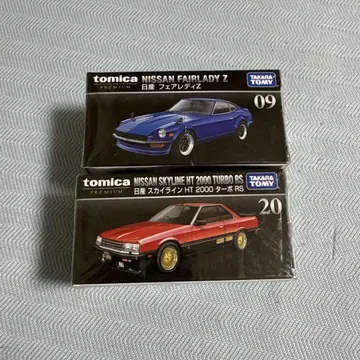 tomica
PREMIUM
NISSAN FAIRLADY Z
日産 フェアレディZ
TAKARA
TOMY
09
tomica
PREMIUM
NISSAN SKYLINE HT 2000 TURBO RS
日産 スカイライン HT 2000 ターボ RS
TAKARA
TOMY
20